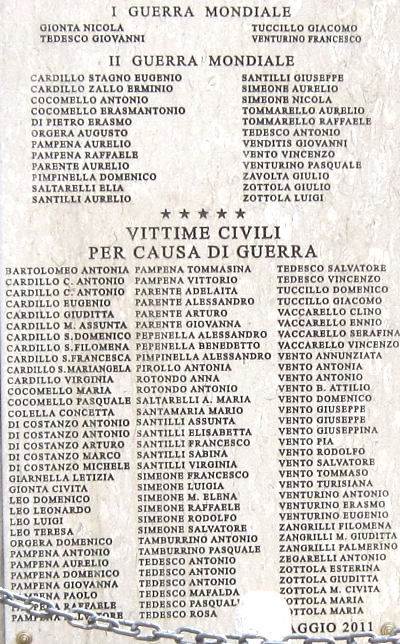 I GUERRA MONDIALE
GIONTA NICOLA
TEDESCO GIOVANNI
TUCCILLO GIACOMO
VENTURINO FRANCESCO
II GUERRA MONDIALE
CARDILLO STAGNO EUGENIO
CARDILLO ZALLO ERMINIO
COCOMELLO ANTONIO
COCOMELLO ERASMANTONIO
DI PIETRO ERASMO
ORGERA AUGUSTO
PAMPENA AURELIO
PAMPENA RAFFAELE
PARENTE AURELIO
PIMPINELLA DOMENICO
SALTARELLI ELIA
SANTILLI AURELIO
SANTILLI GIUSEPPE
SIMEONE AURELIO
SIMEONE NICOLA
TOMMARELLO AURELIO
TOMMARELLO RAFFAELE
TEDESCO ANTONIO
VENDITIS GIOVANNI
VENTO VINCENZO
VENTURINO PASQUALE
ZAVOLTA GIULIO
ZOTTOLA GIULIO
ZOTTOLA LUIGI
VITTIME CIVILI
PER CAUSA DI GUERRA
BARTOLOMEO ANTONIA
CARDILLO C. ANTONIO
CARDILLO C. ANTONIO
CARDILLO EUGENIO
CARDILLO GIUDITTA
CARDILLO M. ASSUNTA
CARDILLO S. DOMENICO
CARDILLO S. FILOMENA
CARDILLO S. FRANCESCA
CARDILLO S. MARIANGELA
CARDILLO VIRGINIA
COCOMELLO MARIA
COCOMELLO PASQUALE
COLELLA CONCETTA
DI COSTANZO ANTONIO
DI COSTANZO ANTONIO
DI COSTANZO ARTURO
DI COSTANZO MARCO
DI COSTANZO MICHELE
GIARNELLA LETIZIA
GIONTA CIVITA
LEO DOMENICO
LEO LEONARDO
LEO LUIGI
LEO TERESA
ORGERA DOMENICO
PAMPENA ANTONIO
PAMPENA AURELIO
PAMPENA DOMENICO
PAMPENA GIOVANNA
PAMPENA PAOLO
RAFFAELE
PAMPENA
PAMPENA TOMMASINA
PAMPENA VITTORIO
PARENTE ADELAITA
PARENTE ALESSANDRO
PARENTE ARTURO
PARENTE GIOVANNA
PEPENELLA ALESSANDRO
PEPENELLA BENEDETTO
PIMPINELLA ALESSANDRO
PIROLLO ANTONIA
ROTONDO ANNA
ROTONDO ANTONIO
SALTARELLI A. MARIA
SANTAMARIA MARIO
SANTILLI ASSUNTA
SANTILLI ELISABETTA
SANTILLI FRANCESCO
SANTILLI SABINA
SANTILLI VIRGINIA
SIMEONE FRANCESCO
SIMEONE LUIGIA
SIMEONE M. ELENA
SIMEONE RAFFAELE
SIMEONE RODOLFO
SIMEONE SALVATORE
TAMBURRINO ANTONIO
TAMBURRINO PASQUALE
TEDESCO ANTONIO
TEDESCO ANTONIO
TEDESCO ANTONIO
TEDESCO MAFALDA
TEDESCO PASQUAL
TEDESCO ROSA
TEDESCO SALVATORE
TEDESCO VINCENZO
TUCCILLO DOMENICO
TUCCILLO GIACOMO
VACCARELLO CLINO
VACCARELLO ENNIO
VACCARELLO SERAFINA
VACCARELLO VINCENZO
VENTO ANNUNZIATA
VENTO ANTONIA
VENTO ANTONIO
VENTO B. ATTILIO
VENTO DOMENICO
VENTO GIUSEPPE
VENTO GIUSEPPE
VENTO GIUSEPPINA
VENTO PIA
VENTO RODOLFO
VENTO SALVATORE
VENTO TOMMASO
VENTO TURISIANA
VENTURINO ANTONIO
VENTURINO ERASMO
VENTURINO EUGENIO
ZANGRILLI FILOMENA
ZANGRILLI M. GIUDITTA
ZANGRILLI PALMERINO
ZEGARELLI ANTONIO
ZOTTOLA ESTERINA
ZOTTOLA GIUDITTA
ZOTTOLA M. CIVITA
ZOTTOLA MARIA
ZOTTOLA MARIA
AGGIO 2011